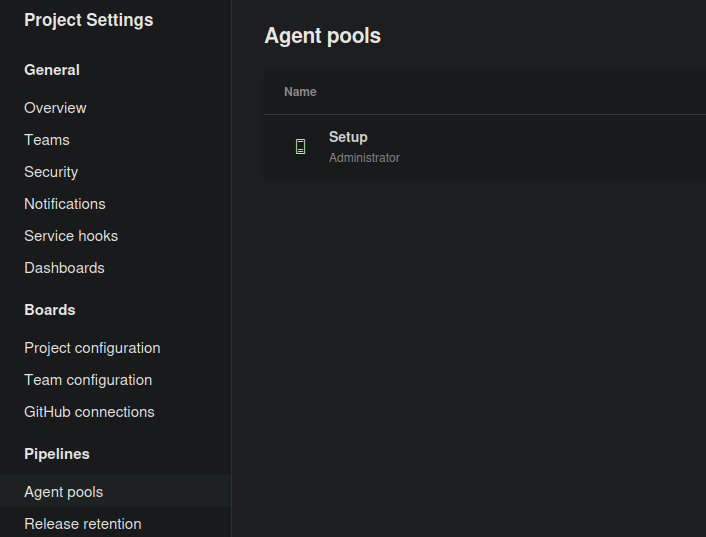 Project Settings
General
Overview
Teams
Security
Notifications
Service hooks
Dashboards
Boards
Project configuration
Team configuration
GitHub connections
Pipelines
Agent pools
Release retention
Agent pools
Name
Setup
Administrator